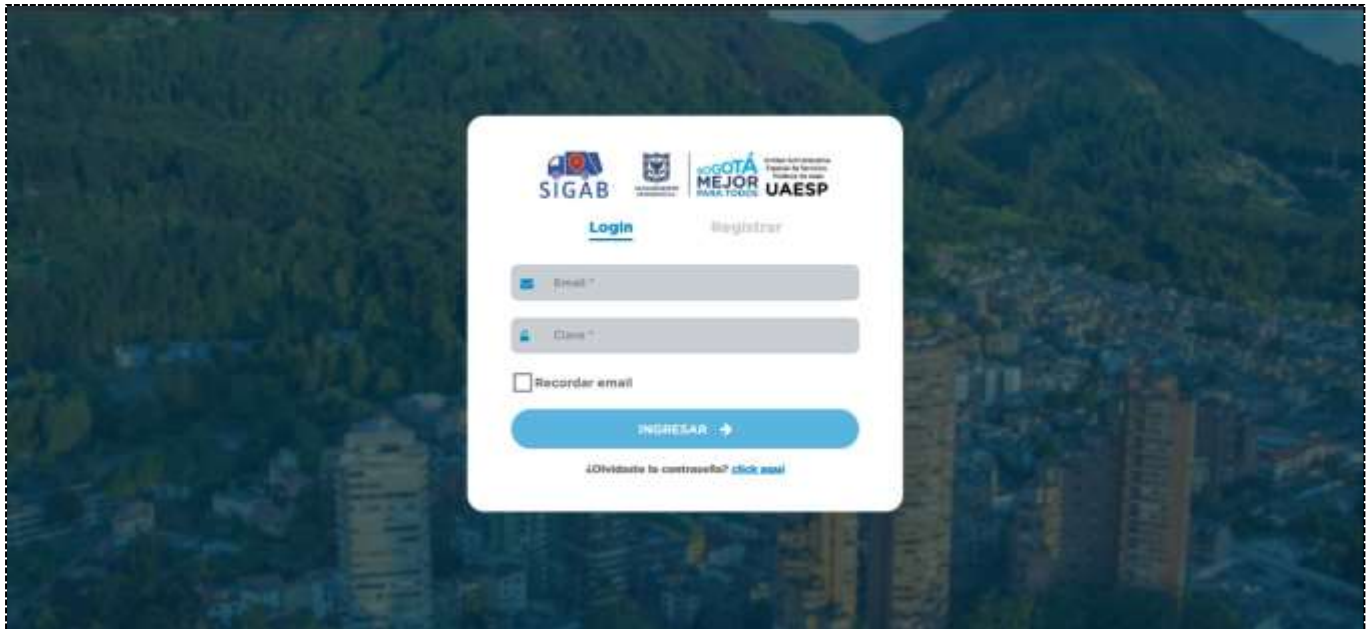 SIGAB
BOGOTÁ
MEJOR
PARA TODOS
UAESP
Login
Registrar
Email *
Clave *
Recordar email
INGRESAR
¿Olvidaste la contraseña? click aquí